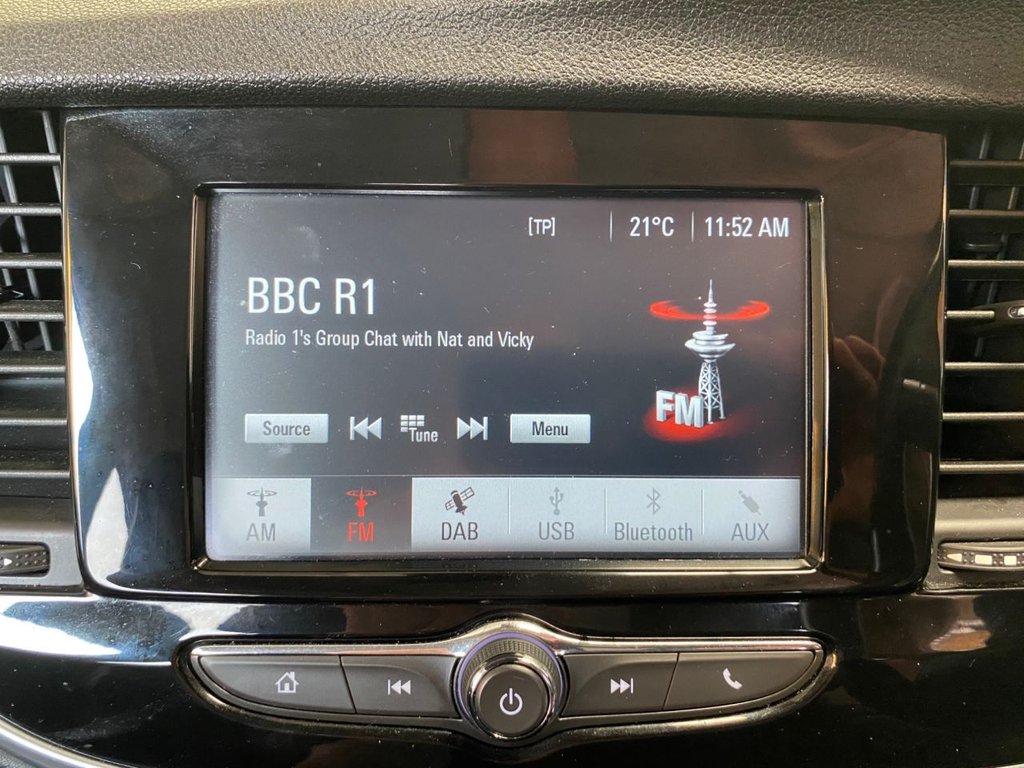 [TP] 21°C 11:52 AM
BBC R1
Radio 1's Group Chat with Nat and Vicky
FM
Source Tune Menu
AM FM DAB USB Bluetooth AUX